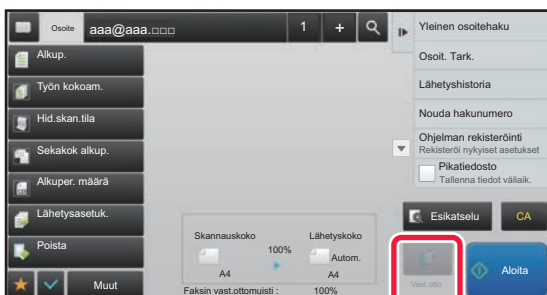 Osoite aaa@aaa.□□□ 1 +
Alkup.
Työn kokoam.
Hid.skan.tila
Sekakok alkup.
Alkuper. määrä
Lähetysasetuk.
Poista
Muut
Skannauskoko
100%
Lähetyskoko
Autom.
A4
A4
Faksin vast.ottomuisti : 100%
Yleinen osoitehaku
Osoit. Tark.
Lähetyshistoria
Nouda hakunumero
Ohjelman rekisteröinti
Rekisteröi nykyiset asetukset
Pikatiedosto
Tallenna tiedot väliaik.
Esikatselu
CA
Vast.otto
Aloita